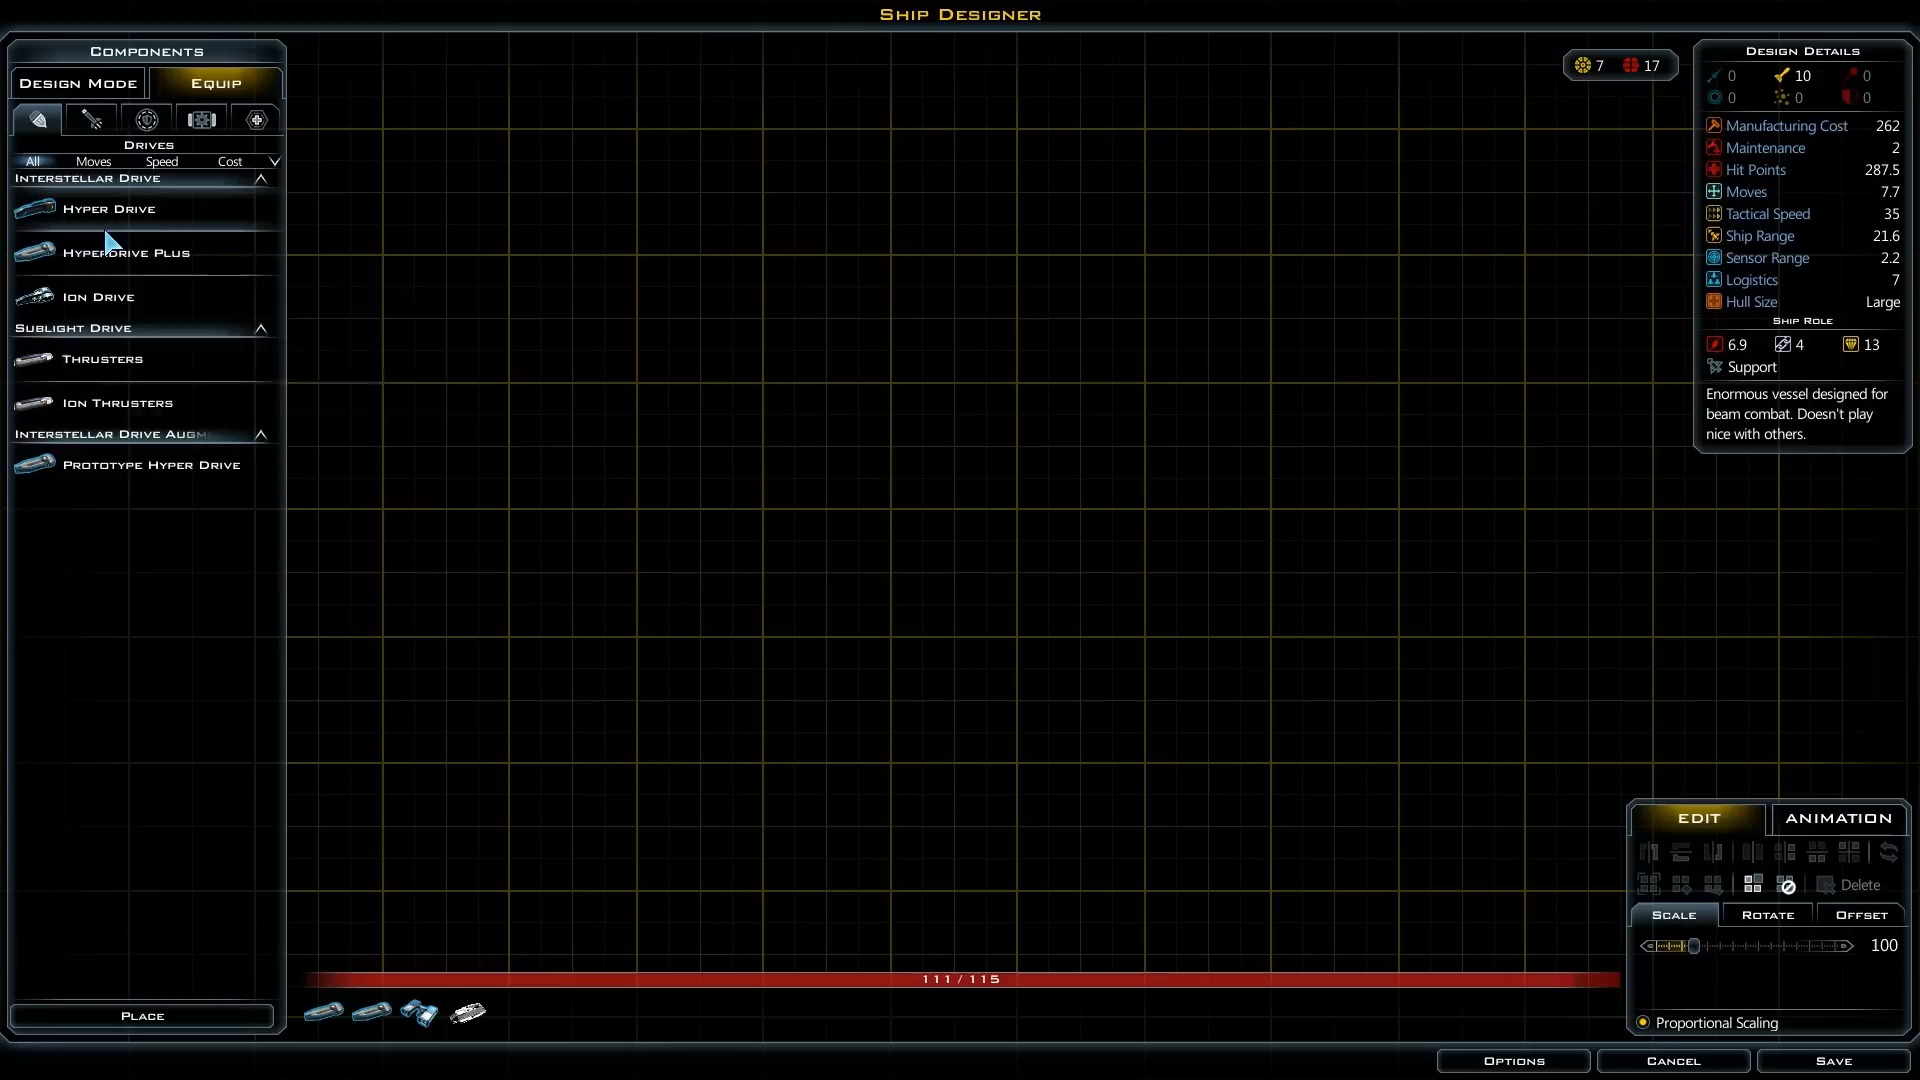 Ship Designer
Components
Design Mode
Equip
Drives
All
Moves
Speed
Cost
Interstellar Drive
Hyper Drive
Hyperdrive Plus
Ion Drive
Sublight Drive
Thrusters
Ion Thrusters
Interstellar Drive Augm
Prototype Hyper Drive
Place
7
17
111 / 115
Design Details
0
10
0
0
0
0
Manufacturing Cost 262
Maintenance 2
Hit Points 287.5
Moves 7.7
Tactical Speed 35
Ship Range 21.6
Sensor Range 2.2
Logistics 7
Hull Size Large
Ship Role
6.9
4
13
Support
Enormous vessel designed for
beam combat. Doesn't play
nice with others.
Edit
Animation
Delete
Scale
Rotate
Offset
100
Proportional Scaling
Options
Cancel
Save